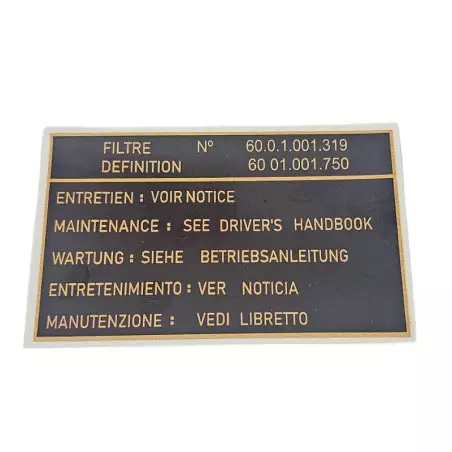 FILTRE Nº 60.0.1.001.319
DEFINITION 60 01.001.750
ENTRETIEN : VOIR NOTICE
MAINTENANCE : SEE DRIVER'S HANDBOOK
WARTUNG : SIEHE BETRIEBSANLEITUNG
ENTRETENIMIENTO : VER NOTICIA
MANUTENZIONE : VEDI LIBRETTO